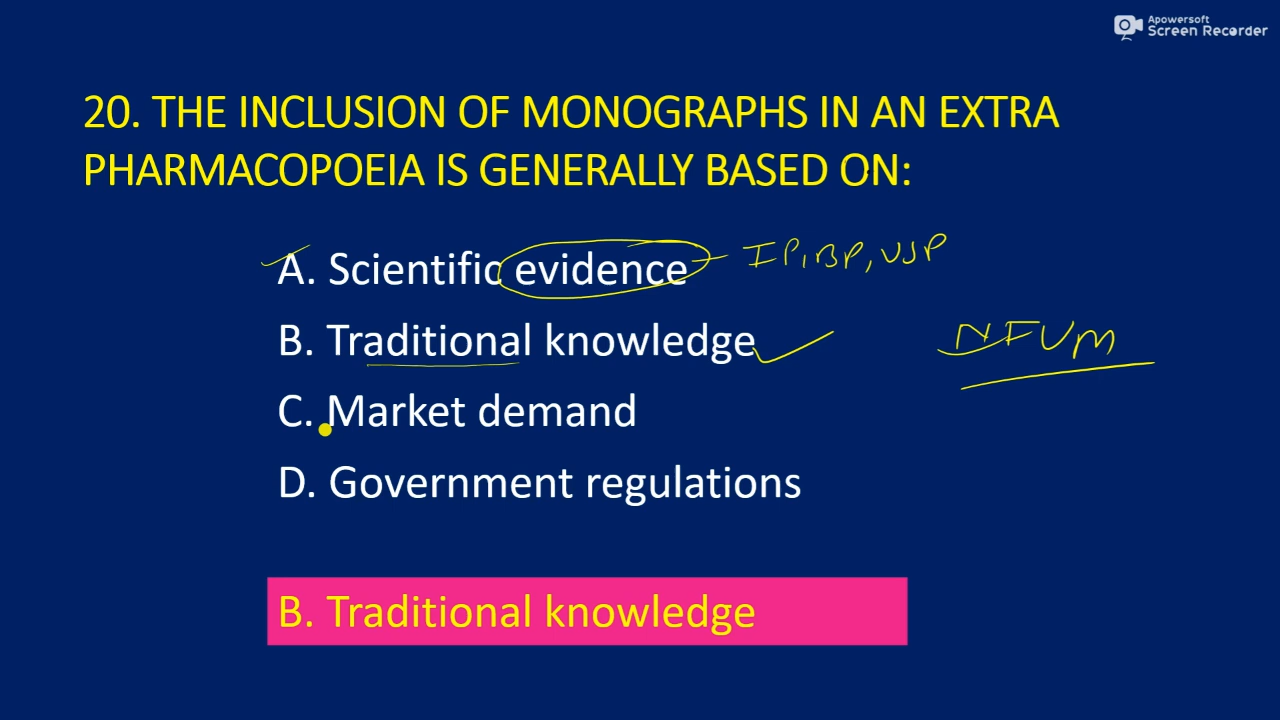 Apowersoft
Screen Recorder
20. THE INCLUSION OF MONOGRAPHS IN AN EXTRA
PHARMACOPOEIA IS GENERALLY BASED ON:
A. Scientific evidence IP, BP, USP
B. Traditional knowledge NFUM
C. Market demand
D. Government regulations
B. Traditional knowledge